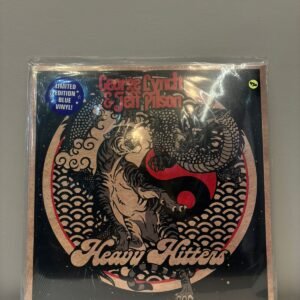 LIMITED
EDITION
BLUE
VINYL!
George Lynch
& Jeff Pilson
Heavy Hitters